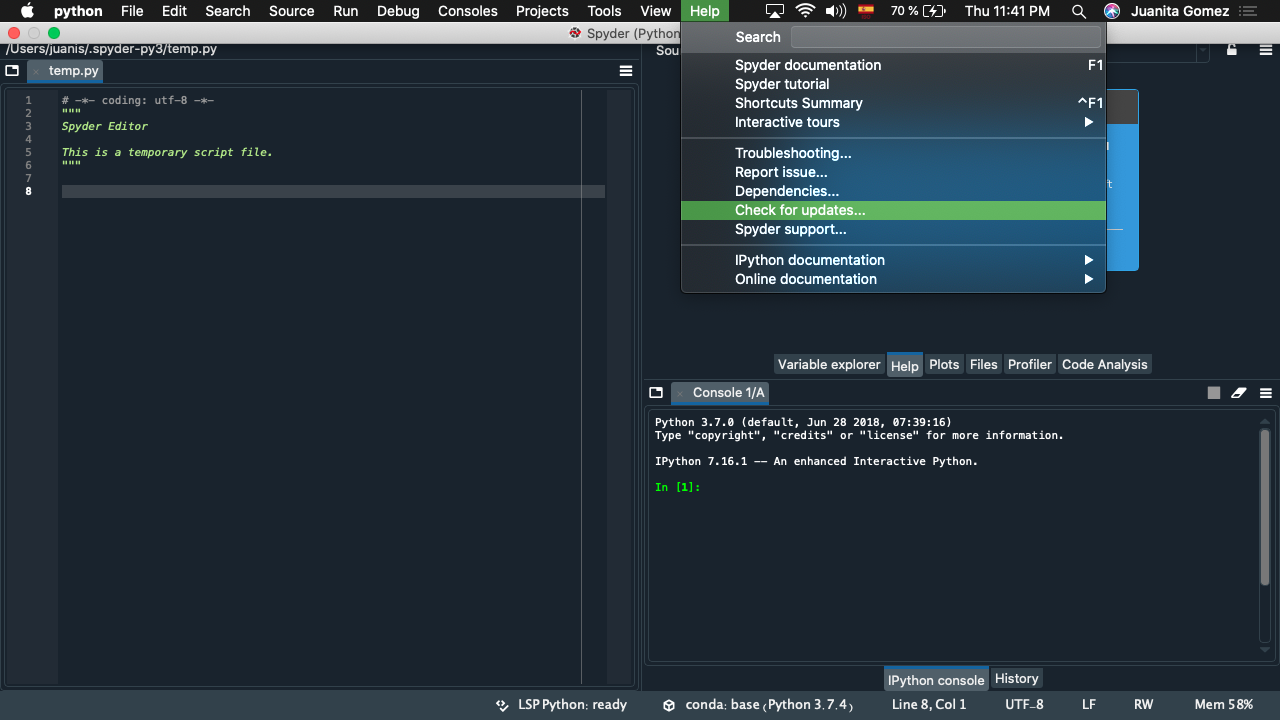 python File Edit Search Source Run Debug Consoles Projects Tools View Help 70 % Thu 11:41 PM Juanita Gomez
Spyder (Python
/Users/juanis/.spyder-py3/temp.py
temp.py
1 # -*- coding: utf-8 -*-
2 """
3 Spyder Editor
4
5 This is a temporary script file.
6 """
7
8
Sou
Search
Spyder documentation F1
Spyder tutorial
Shortcuts Summary ^F1
Interactive tours
Troubleshooting...
Report issue...
Dependencies...
Check for updates...
Spyder support...
IPython documentation
Online documentation
Variable explorer Help Plots Files Profiler Code Analysis
Console 1/A
Python 3.7.0 (default, Jun 28 2018, 07:39:16)
Type "copyright", "credits" or "license" for more information.
IPython 7.16.1 -- An enhanced Interactive Python.
In [1]:
IPython console History
LSP Python: ready conda: base (Python 3.7.4) Line 8, Col 1 UTF-8 LF RW Mem 58%